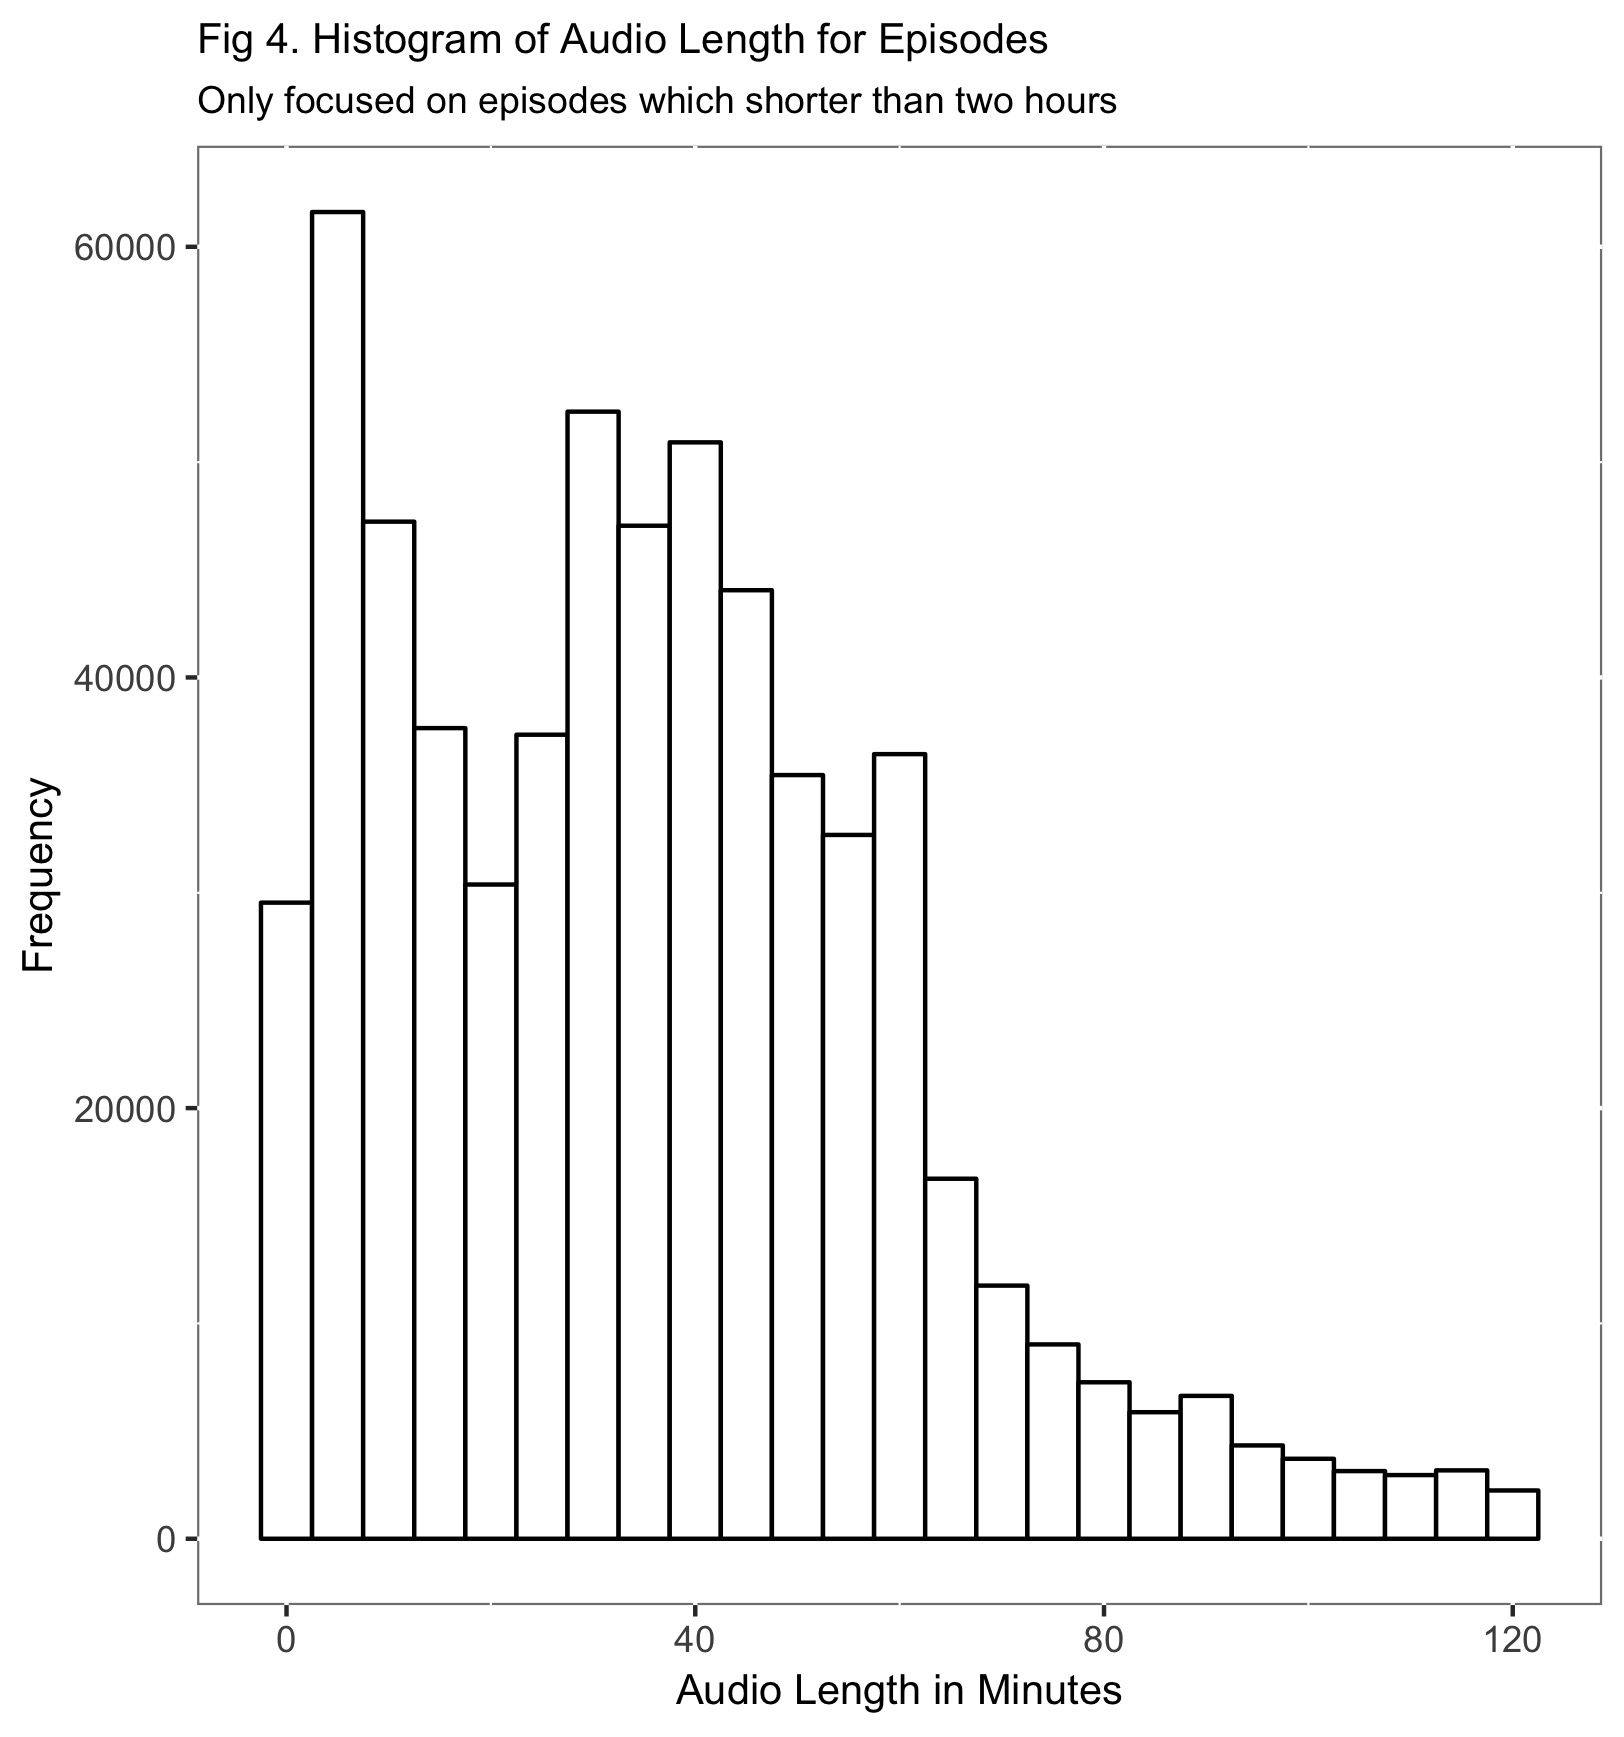 Fig 4. Histogram of Audio Length for Episodes
Only focused on episodes which shorter than two hours
60000
40000
20000
0
Frequency
0 40 80 120
Audio Length in Minutes